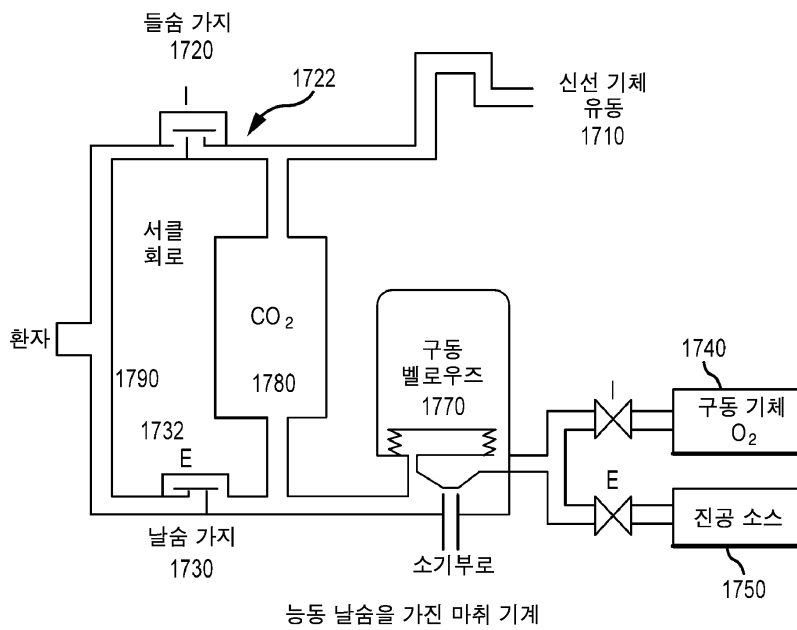 들숨 가지
1720
I
1722
신선 기체
유동
1710
서클
회로
환자
CO2
1790
1780
구동
벨로우즈
1770
1732
E
날숨 가지
1730
I
1740
구동 기체
O2
E
진공 소스
1750
소기부로
능동 날숨을 가진 마취 기계